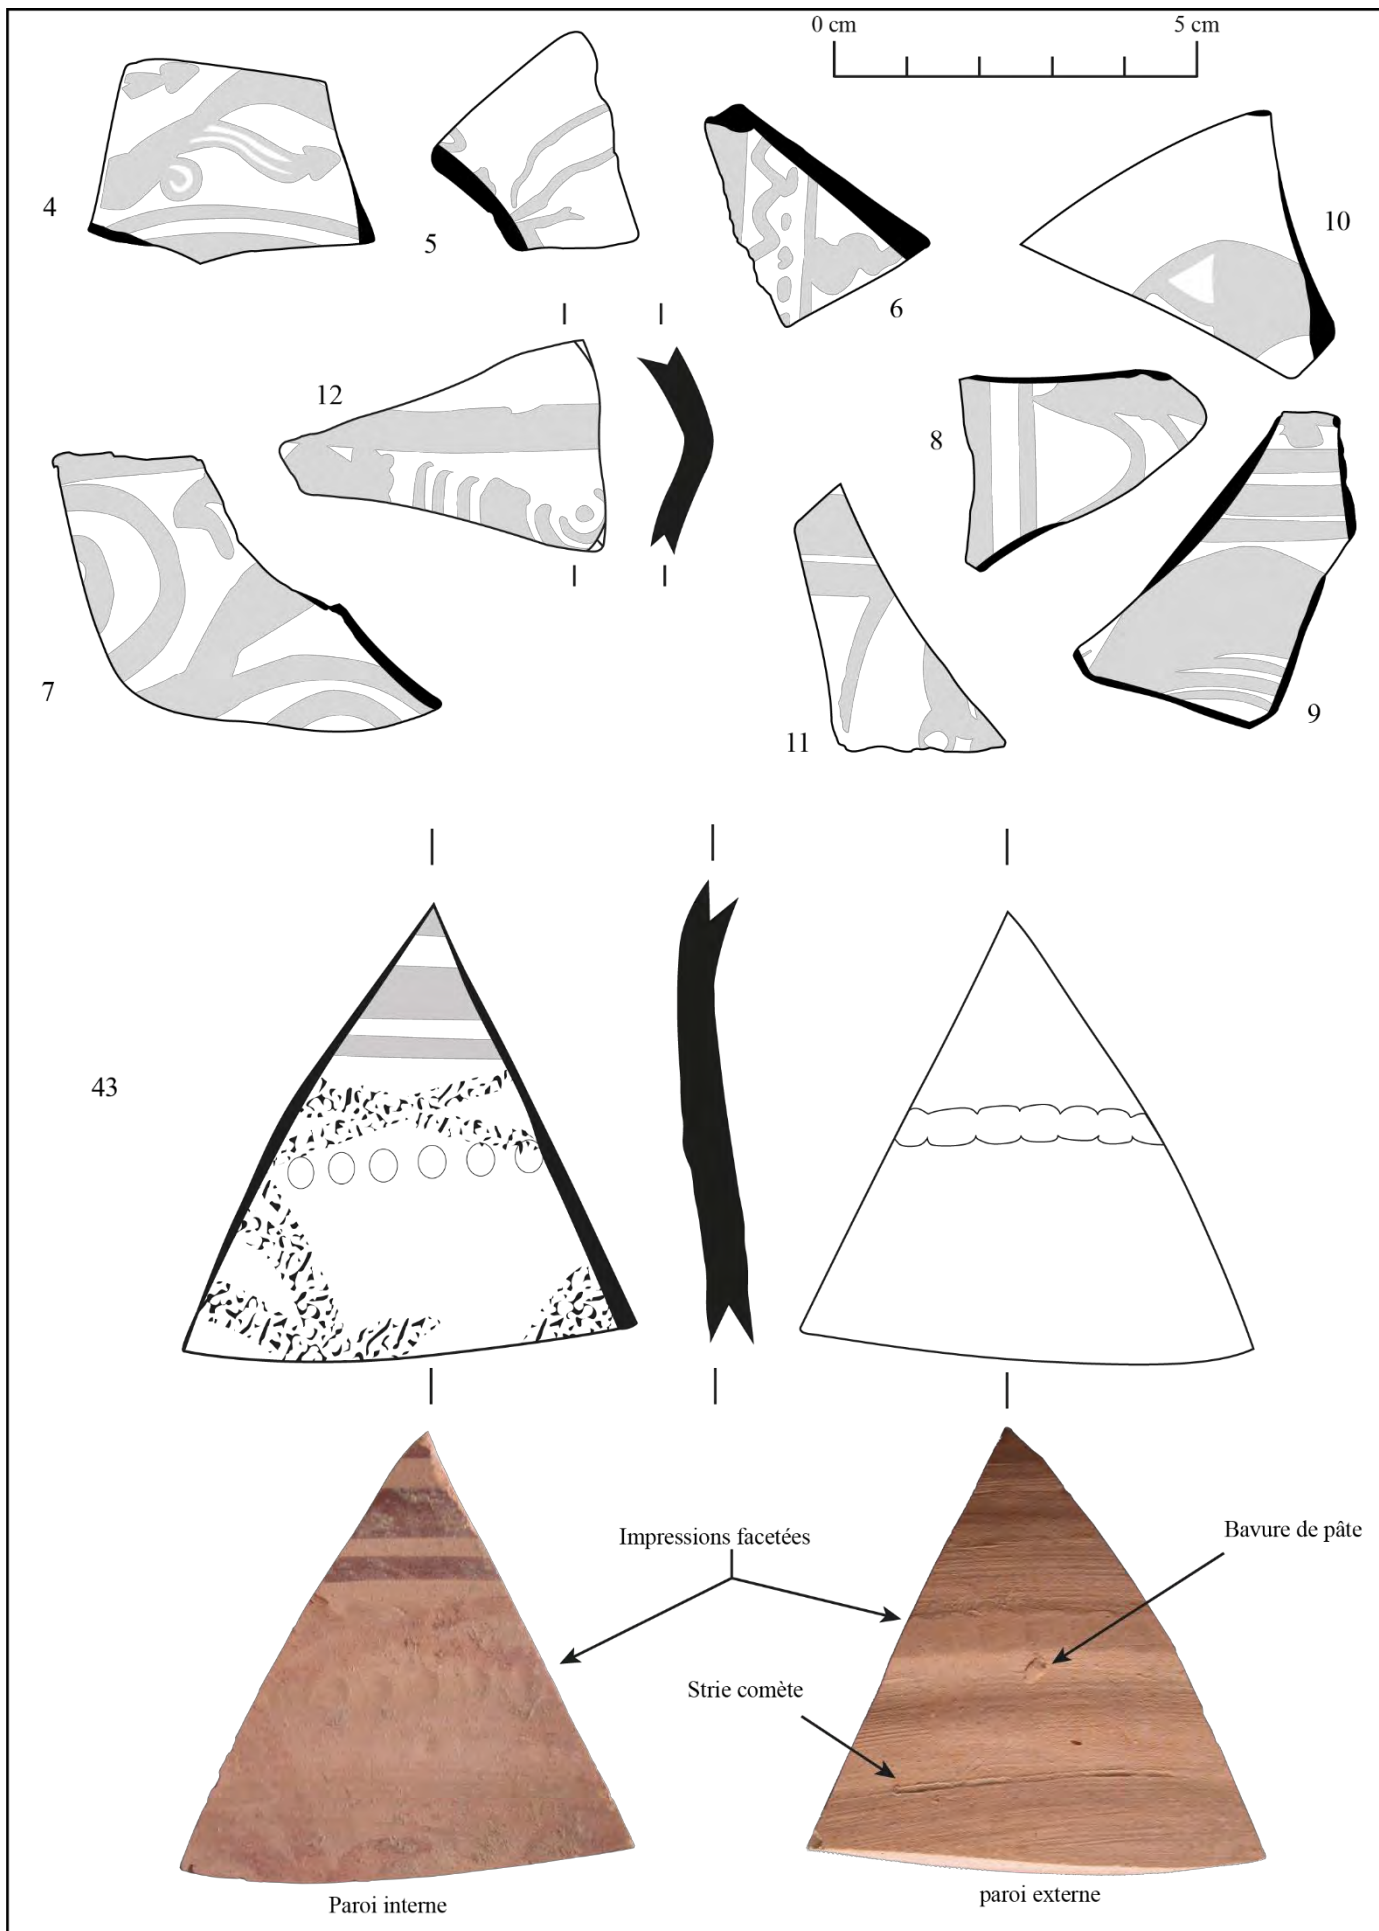 0 cm 5 cm
4
5
6
10
12
8
7
11
9
43
Impressions facetées
Bavure de pâte
Strie comète
Paroi interne
paroi externe